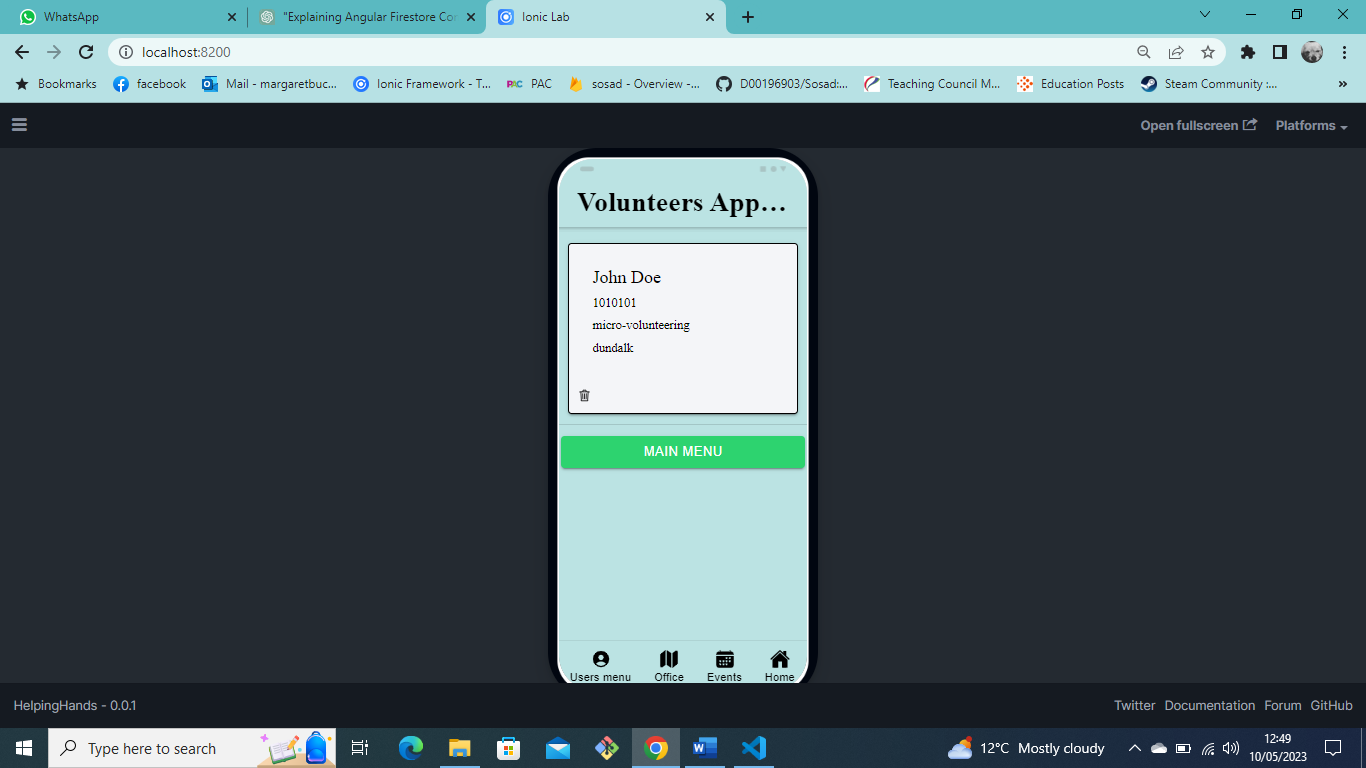 WhatsApp
"Explaining Angular Firestore Cor
Ionic Lab
localhost:8200
Bookmarks
facebook
Mail - margaretbuc...
Ionic Framework - T...
PAC
PAC
sosad - Overview -...
D00196903/Sosad:...
Teaching Council M...
Education Posts
Steam Community :...
»
Open fullscreen
Platforms
Volunteers App...
John Doe
1010101
micro-volunteering
dundalk
MAIN MENU
Users menu
Office
Events
Home
HelpingHands - 0.0.1
Twitter
Documentation
Forum
GitHub
Type here to search
12°C Mostly cloudy
12:49
10/05/2023